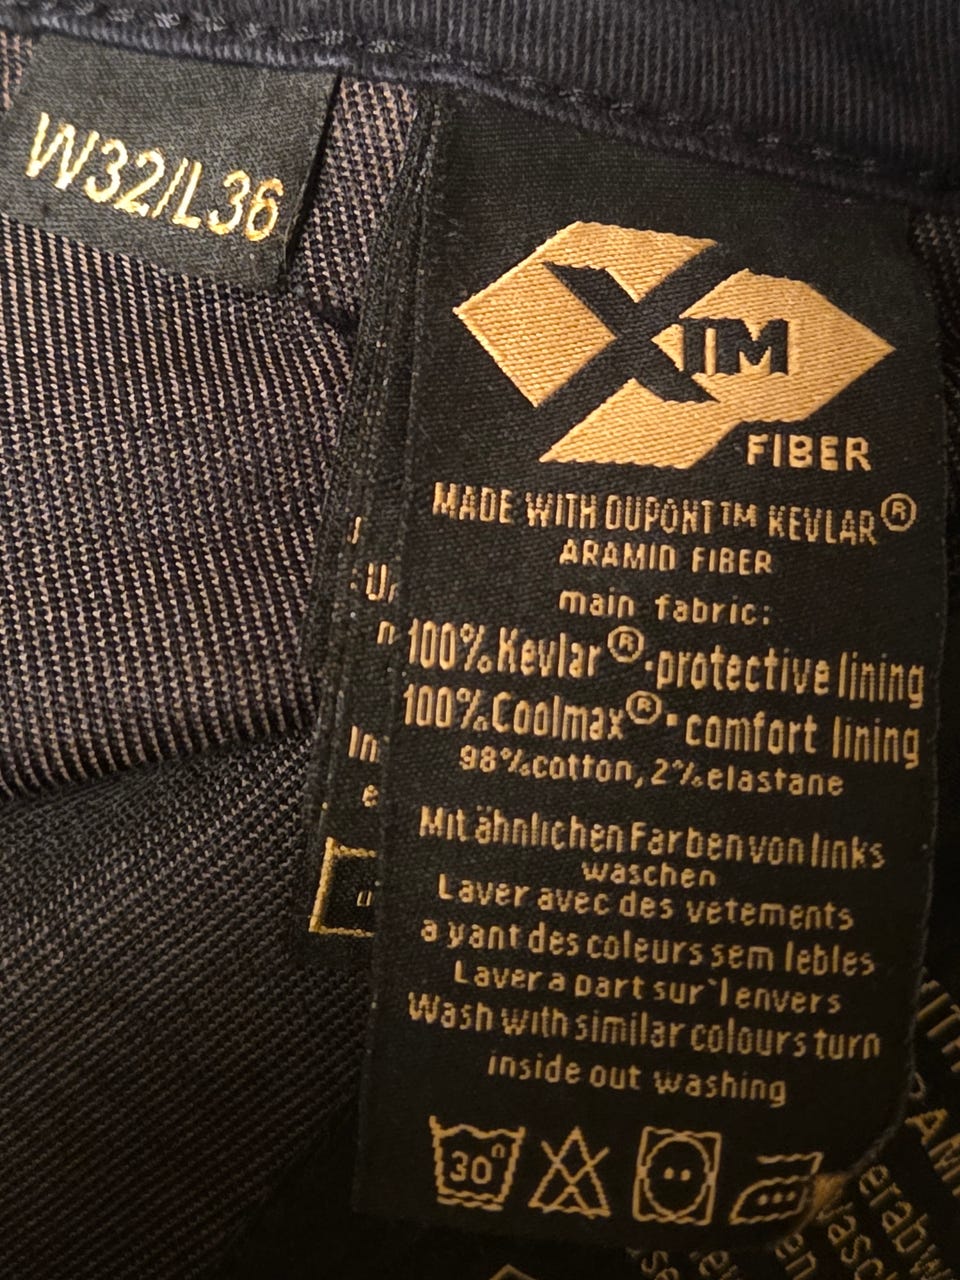 W32/L36
XTM
FIBER
MADE WITH DUPONT™ KEVLAR®
ARAMID FIBER
main fabric:
100%Kevlar®·protective lining
100%Coolmax®·comfort lining
98%cotton,2%elastane
Mit ähnlichen Farben von links
waschen
Laver avec des vetements
a yant des coleurs sem lebles
Laver a part sur`lenvers
Wash with similar colours turn
inside out washing
30°